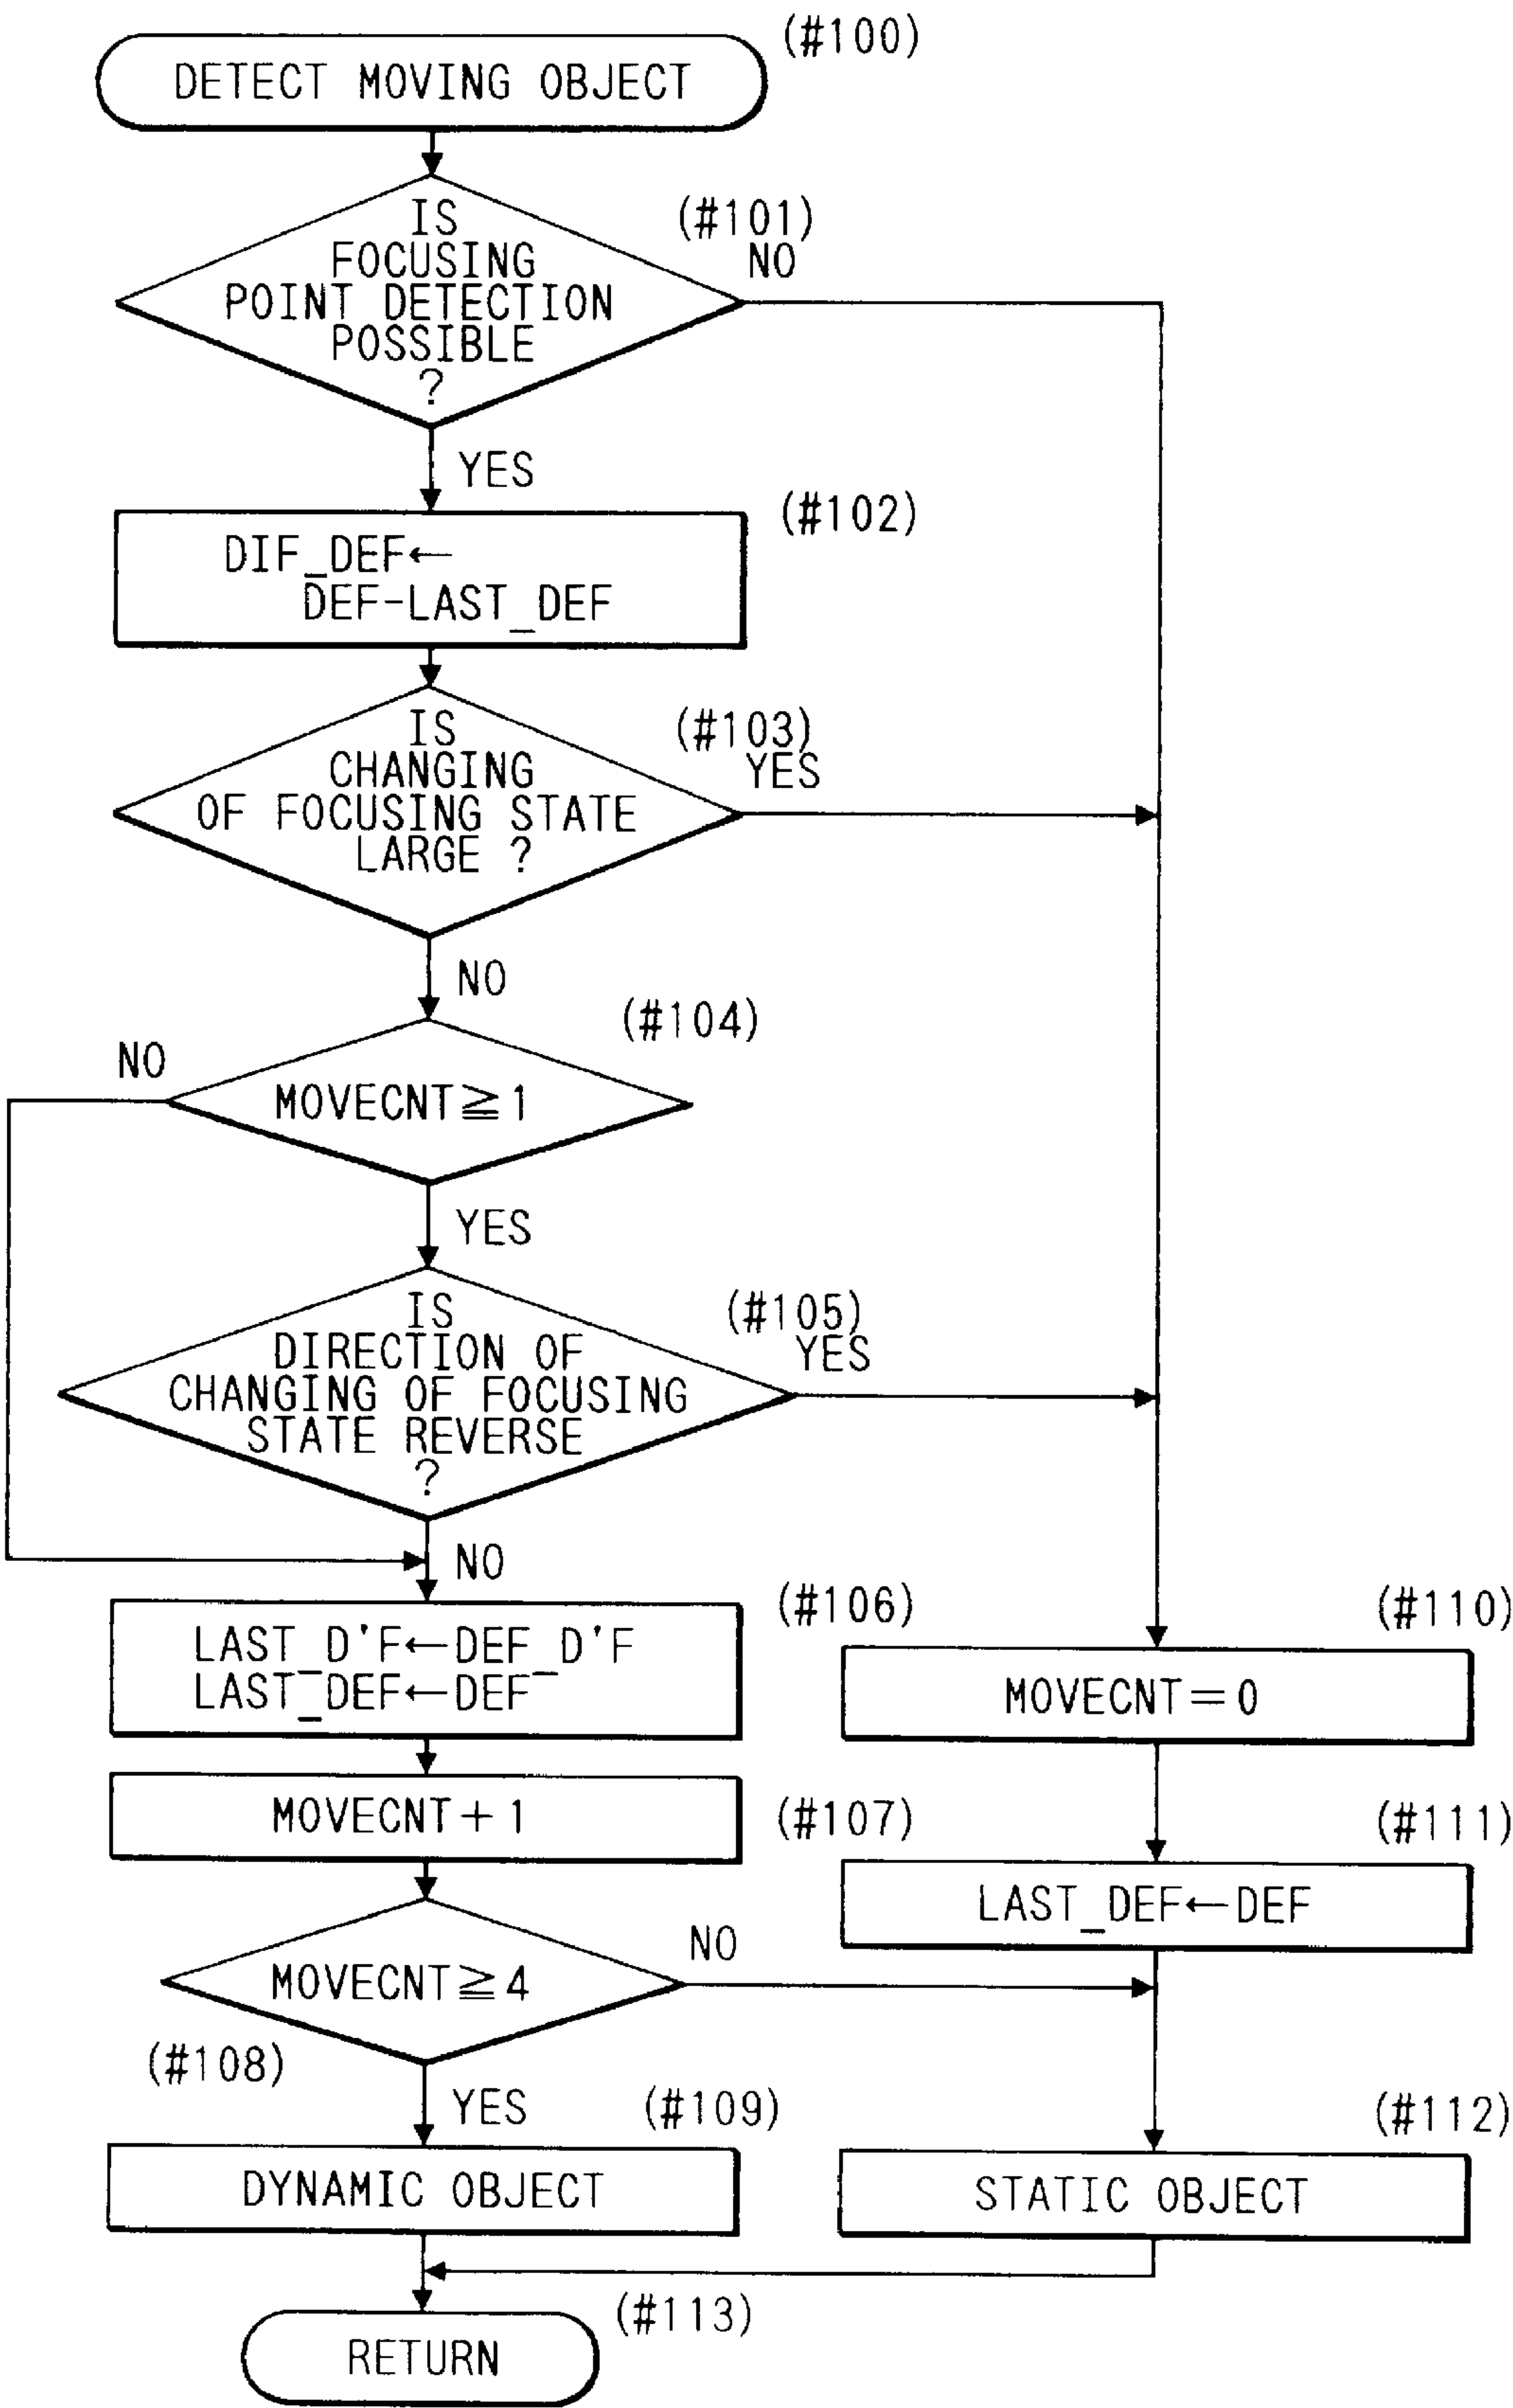 (#100)
DETECT MOVING OBJECT
(#101)
IS
FOCUSING
POINT DETECTION
POSSIBLE
?
NO
YES
(#102)
DIF_DEF←
DEF-LAST_DEF
(#103)
IS
CHANGING
OF FOCUSING STATE
LARGE ?
YES
NO
(#104)
NO
MOVECNT≧1
YES
(#105)
IS
DIRECTION OF
CHANGING OF FOCUSING
STATE REVERSE
?
YES
NO
(#106)
LAST_D'F←DEF_D'F
LAST_DEF←DEF
(#110)
MOVECNT=0
MOVECNT+1
(#107)
(#111)
LAST_DEF←DEF
MOVECNT≧4
NO
(#108)
YES
(#109)
DYNAMIC OBJECT
(#112)
STATIC OBJECT
(#113)
RETURN